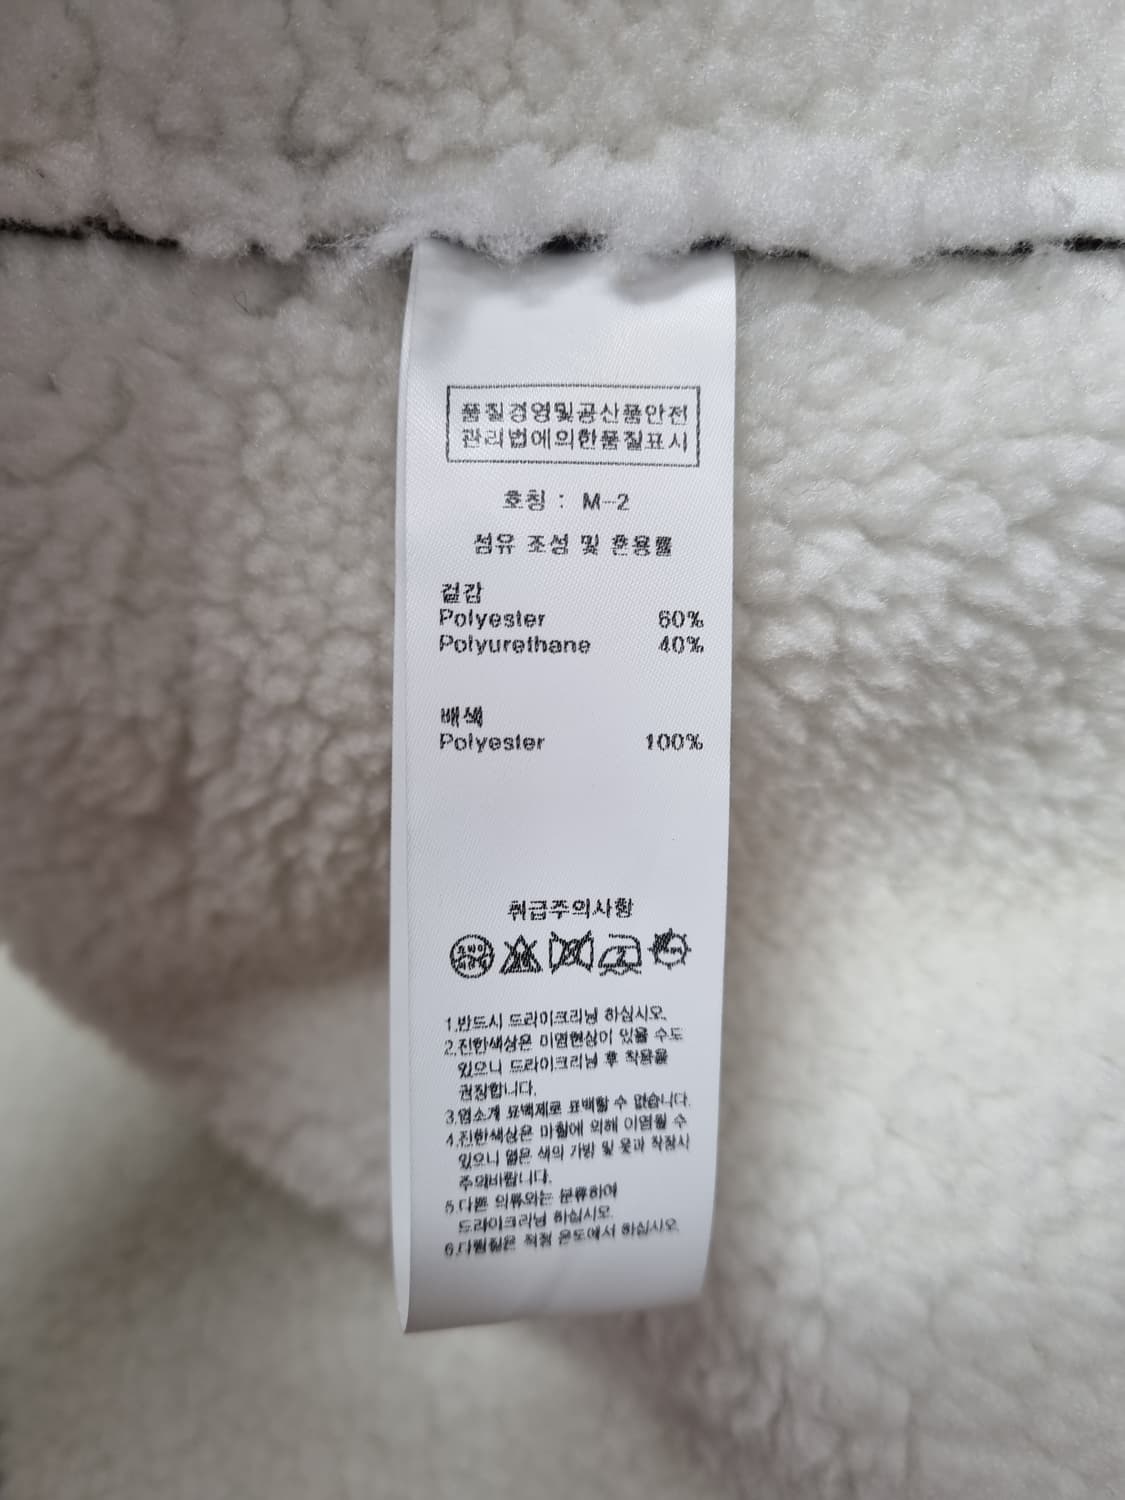 품질경영및공산품안전
관리법에의한품질표시
호칭 : M-2
섬유 조성 및 혼용률
겉감
Polyester 60%
Polyurethane 40%
배색
Polyester 100%
취급주의사항
드라이
1.반드시 드라이크리닝 하십시오.
2.진한색상은 이염현상이 있을 수도
있으니 드라이크리닝 후 착용을
권장합니다.
3.염소계 표백제로 표백할 수 없습니다.
4.진한색상은 마찰에 의해 이염될 수
있으니 엷은 색의 가방 및 옷과 착장시
주의바랍니다.
5.다른 의류와는 분류하여
드라이크리닝 하십시오.
6.다림질은 적정 온도에서 하십시오.